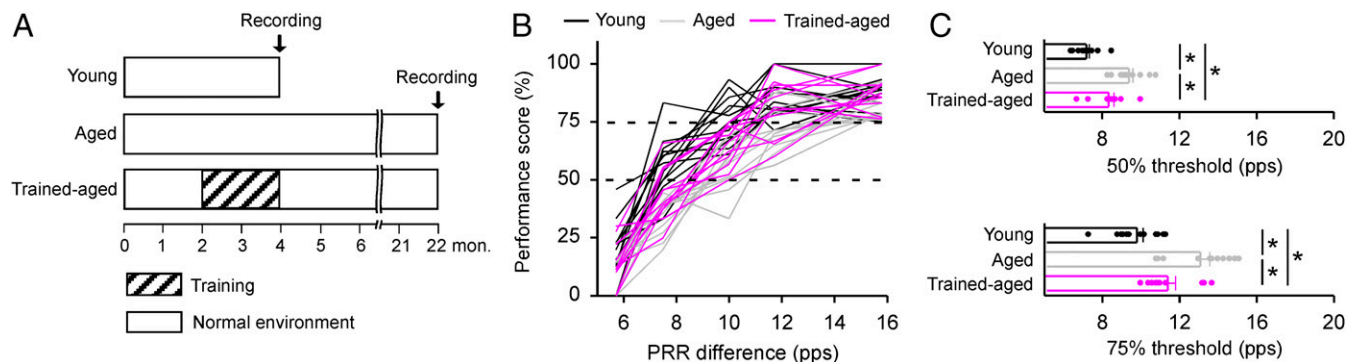 A
Recording
Young
Recording
Aged
Trained-aged
0 1 2 3 4 5 6 21 22 mon.
Training
Normal environment
B
Young Aged Trained-aged
Performance score (%)
100
75
50
25
0
6 8 10 12 14 16
PRR difference (pps)
C
Young
Aged
Trained-aged
* * *
8 12 16 20
50% threshold (pps)
Young
Aged
Trained-aged
* * *
8 12 16 20
75% threshold (pps)